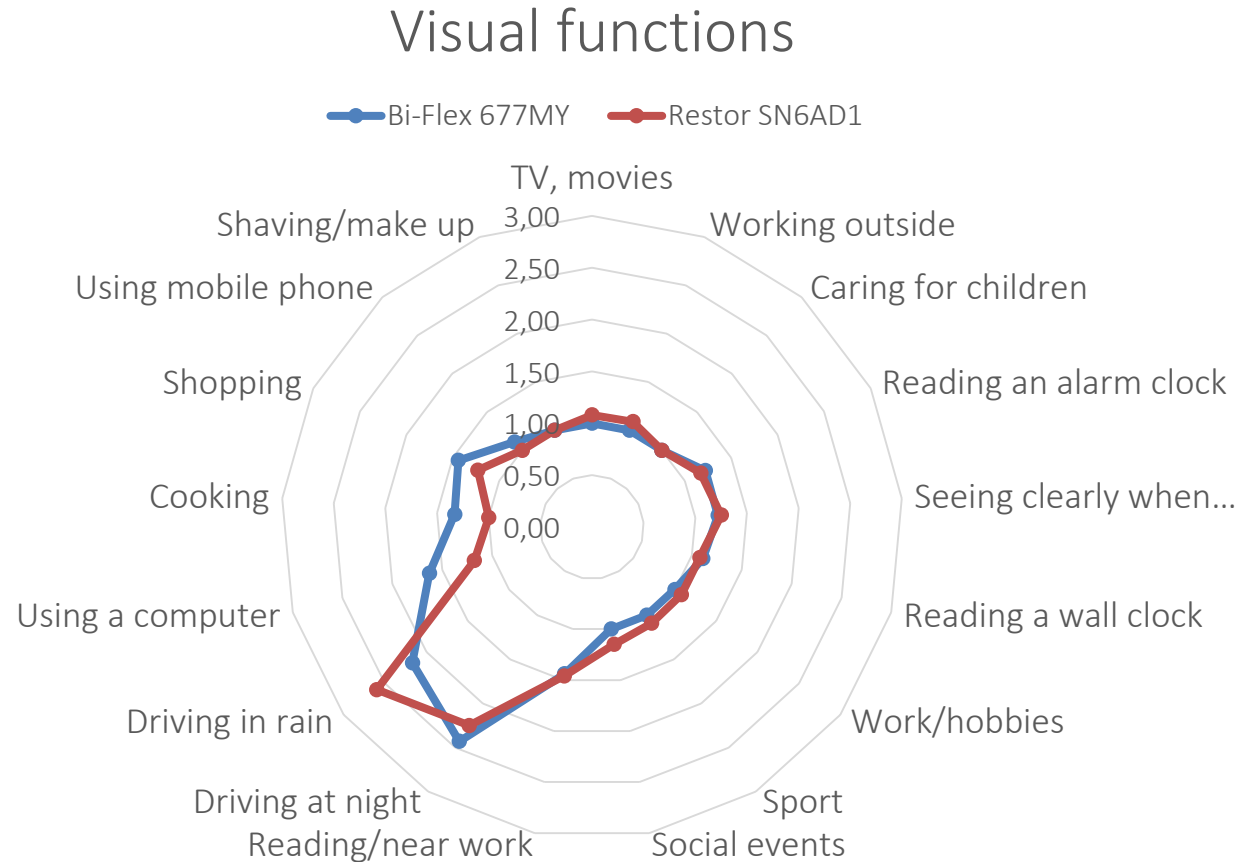 Visual functions
Bi-Flex 677MY
Restor SN6AD1
TV, movies
Working outside
Caring for children
Reading an alarm clock
Seeing clearly when...
Reading a wall clock
Work/hobbies
Sport
Social events
Reading/near work
Driving at night
Driving in rain
Using a computer
Cooking
Shopping
Using mobile phone
Shaving/make up
3,00
2,50
2,00
1,50
1,00
0,50
0,00